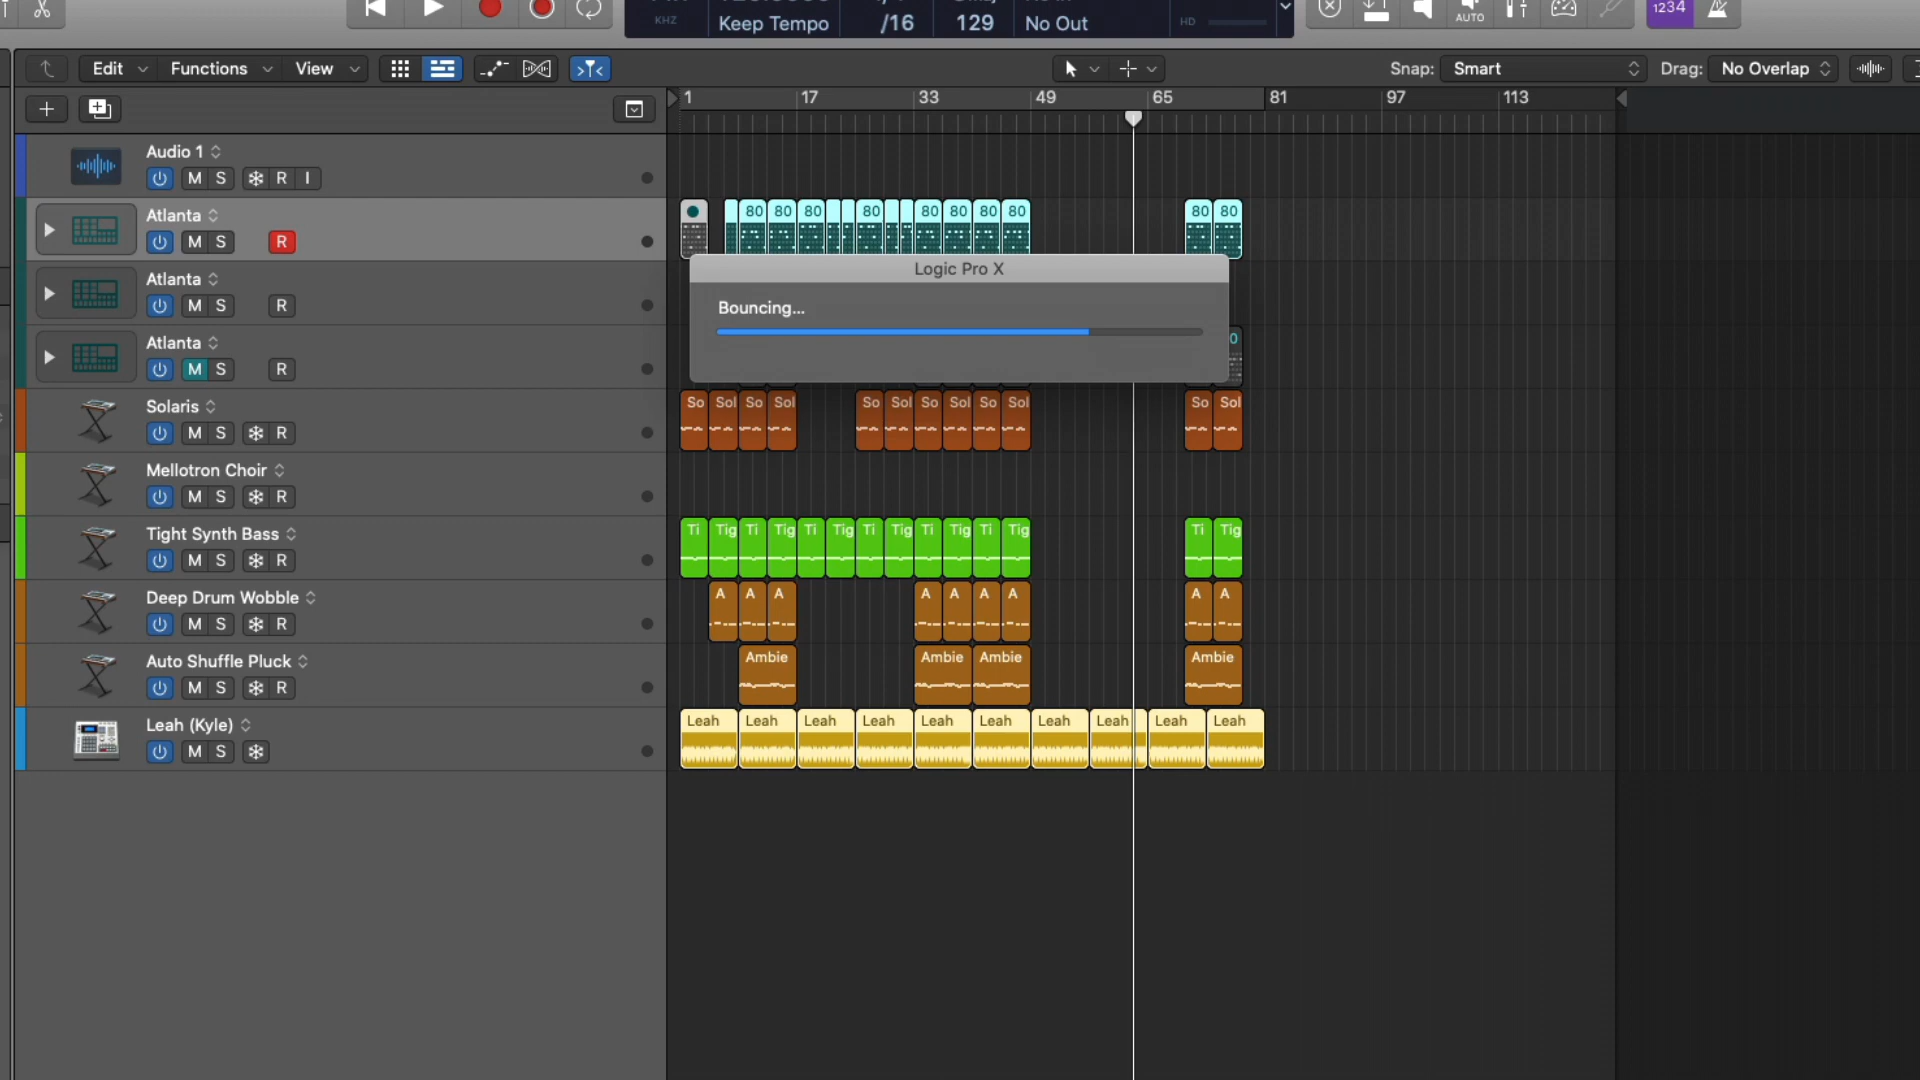 KHZ Keep Tempo /16 129 No Out HD AUTO 1234
Edit Functions View Snap: Smart Drag: No Overlap
1 17 33 49 65 81 97 113
Audio 1
M S R I
Atlanta
M S R
80 80 80 80 80 80 80 80 80 80
Atlanta
M S R
Logic Pro X
Bouncing...
Atlanta
M S R
0
Solaris
M S R
So Sol So Sol So Sol So Sol So Sol So Sol
Mellotron Choir
M S R
Tight Synth Bass
M S R
Ti Tig Ti Tig Ti Tig Ti Tig Ti Tig Ti Tig Ti Tig
Deep Drum Wobble
M S R
A A A A A A A A A
Auto Shuffle Pluck
M S R
Ambie Ambie Ambie Ambie
Leah (Kyle)
M S
Leah Leah Leah Leah Leah Leah Leah Leah Leah Leah